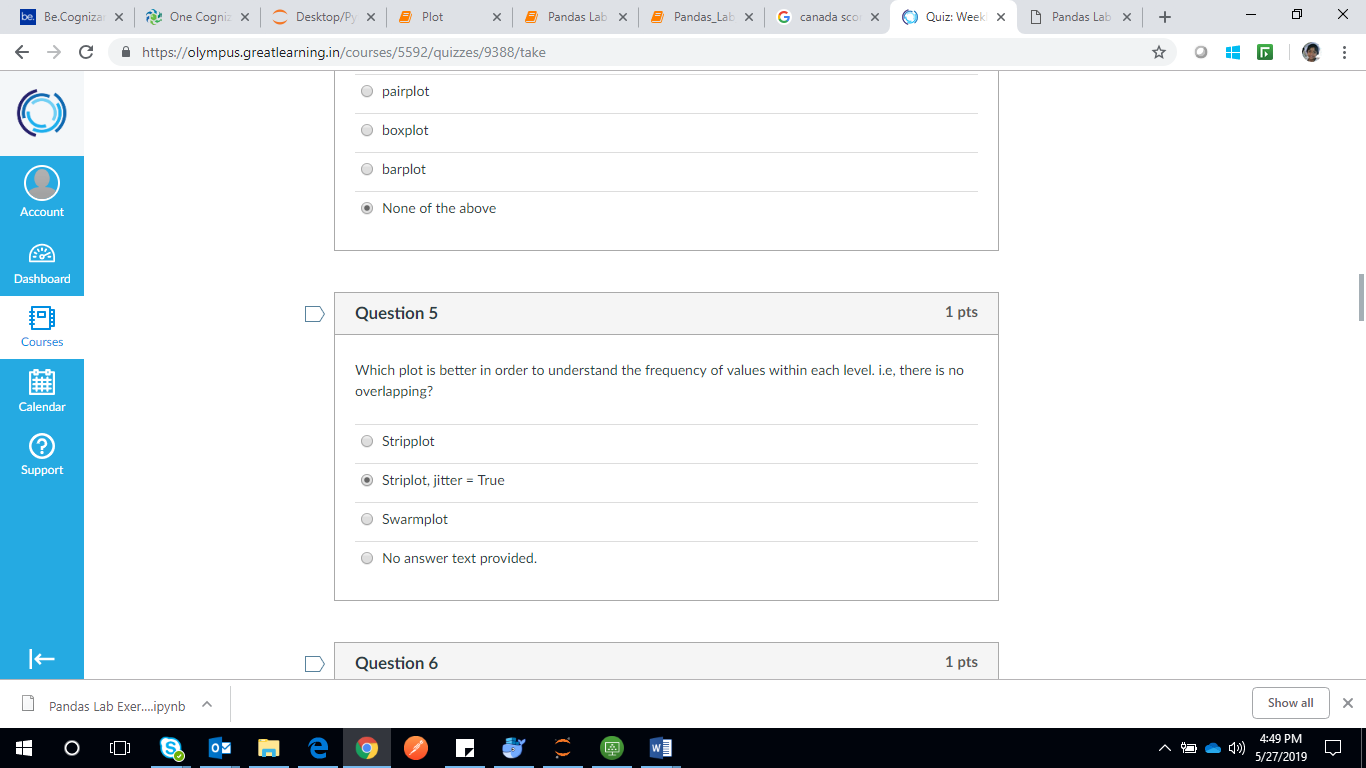 be. Be.Cognizan
One Cogniz
Desktop/Py
Plot
Pandas Lab
Pandas_Lab
G canada scor
Quiz: Week
Pandas Lab
https://olympus.greatlearning.in/courses/5592/quizzes/9388/take
Account
Dashboard
Courses
Calendar
Support
pairplot
boxplot
barplot
None of the above
Question 5
1 pts
Which plot is better in order to understand the frequency of values within each level. i.e, there is no
overlapping?
Stripplot
Striplot, jitter = True
Swarmplot
No answer text provided.
Question 6
1 pts
Pandas Lab Exer....ipynb
Show all
4:49 PM
5/27/2019